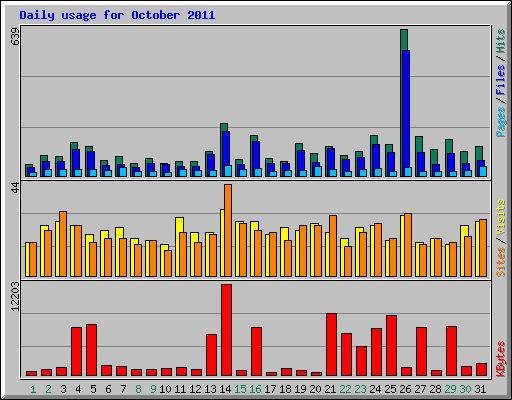 Daily usage for October 2011
639
Pages / Files / Hits
44
Sites / Visits
12203
KBytes
1 2 3 4 5 6 7 8 9 10 11 12 13 14 15 16 17 18 19 20 21 22 23 24 25 26 27 28 29 30 31